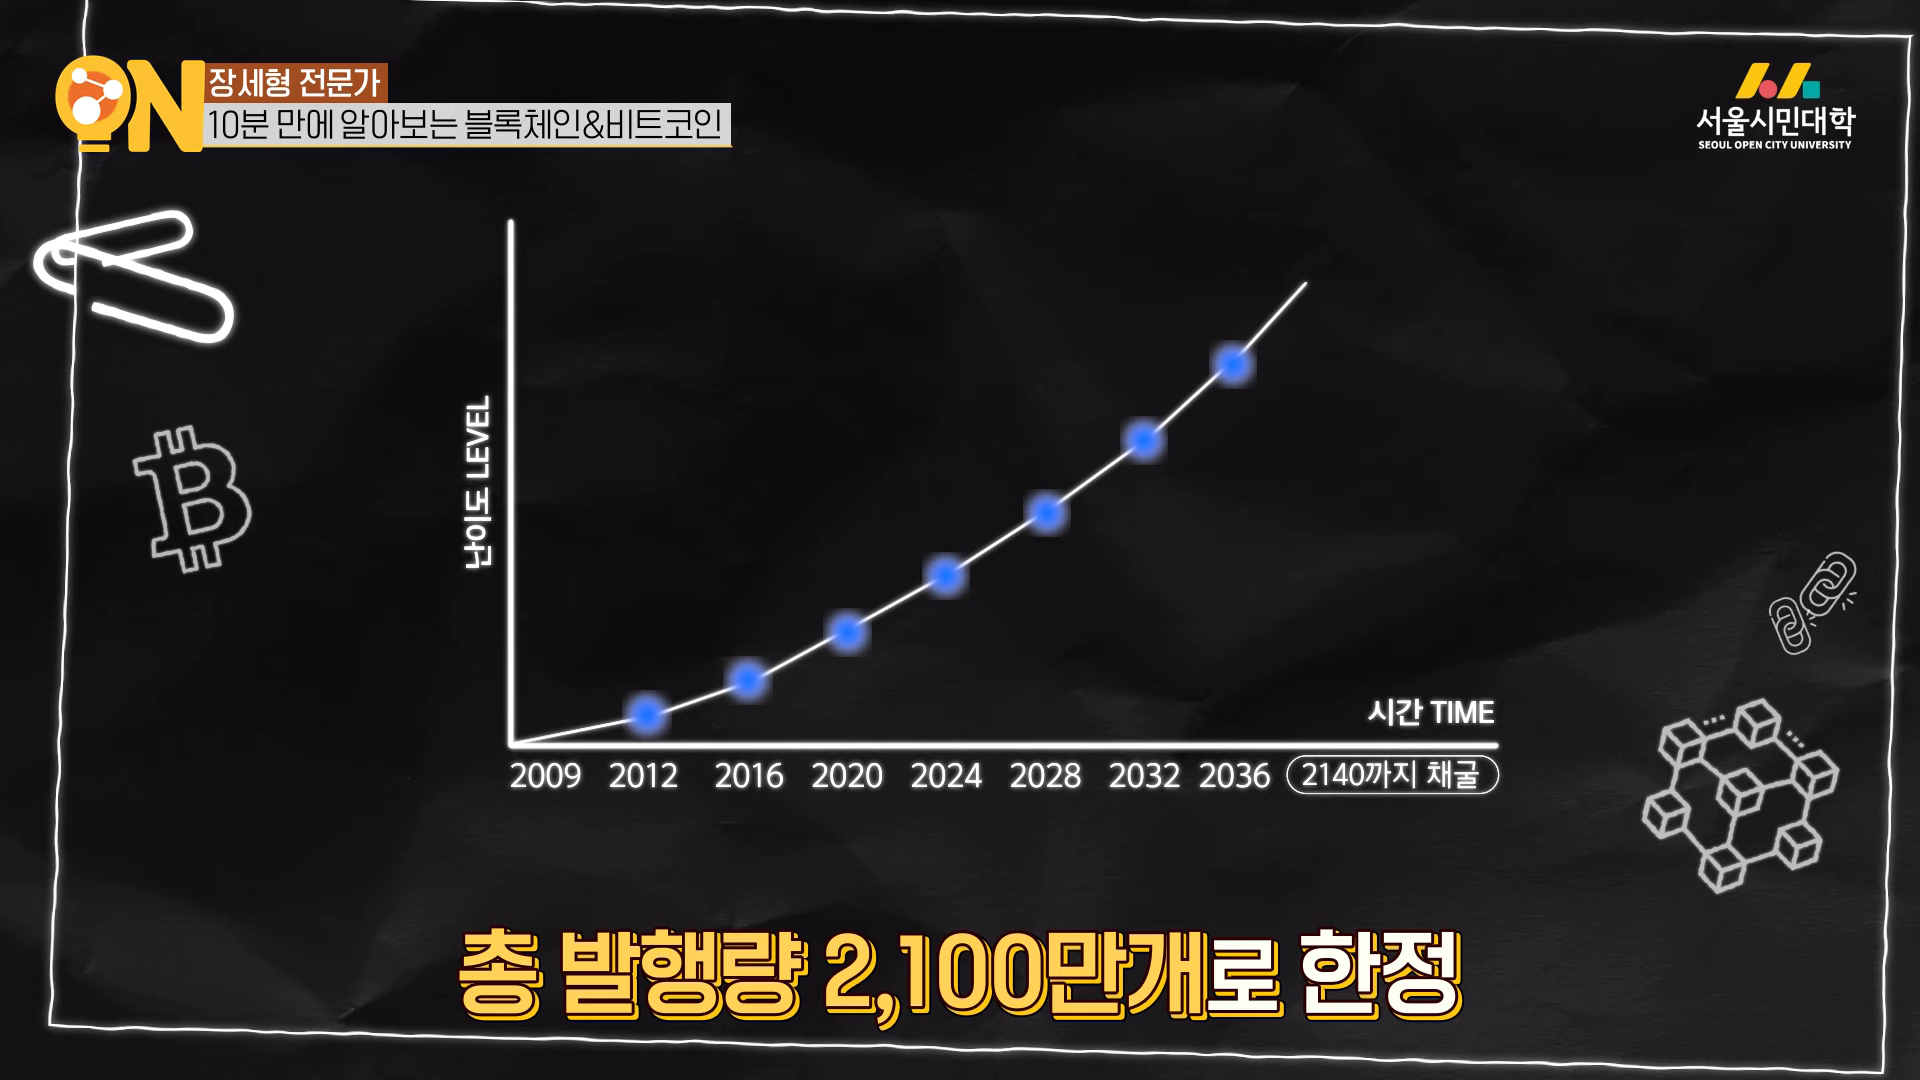 ON
장세형 전문가
10분 만에 알아보는 블록체인&비트코인
서울시민대학
SEOUL OPEN CITY UNIVERSITY
난이도 LEVEL
시간 TIME
2009 2012 2016 2020 2024 2028 2032 2036 2140까지 채굴
총 발행량 2,100만개로 한정